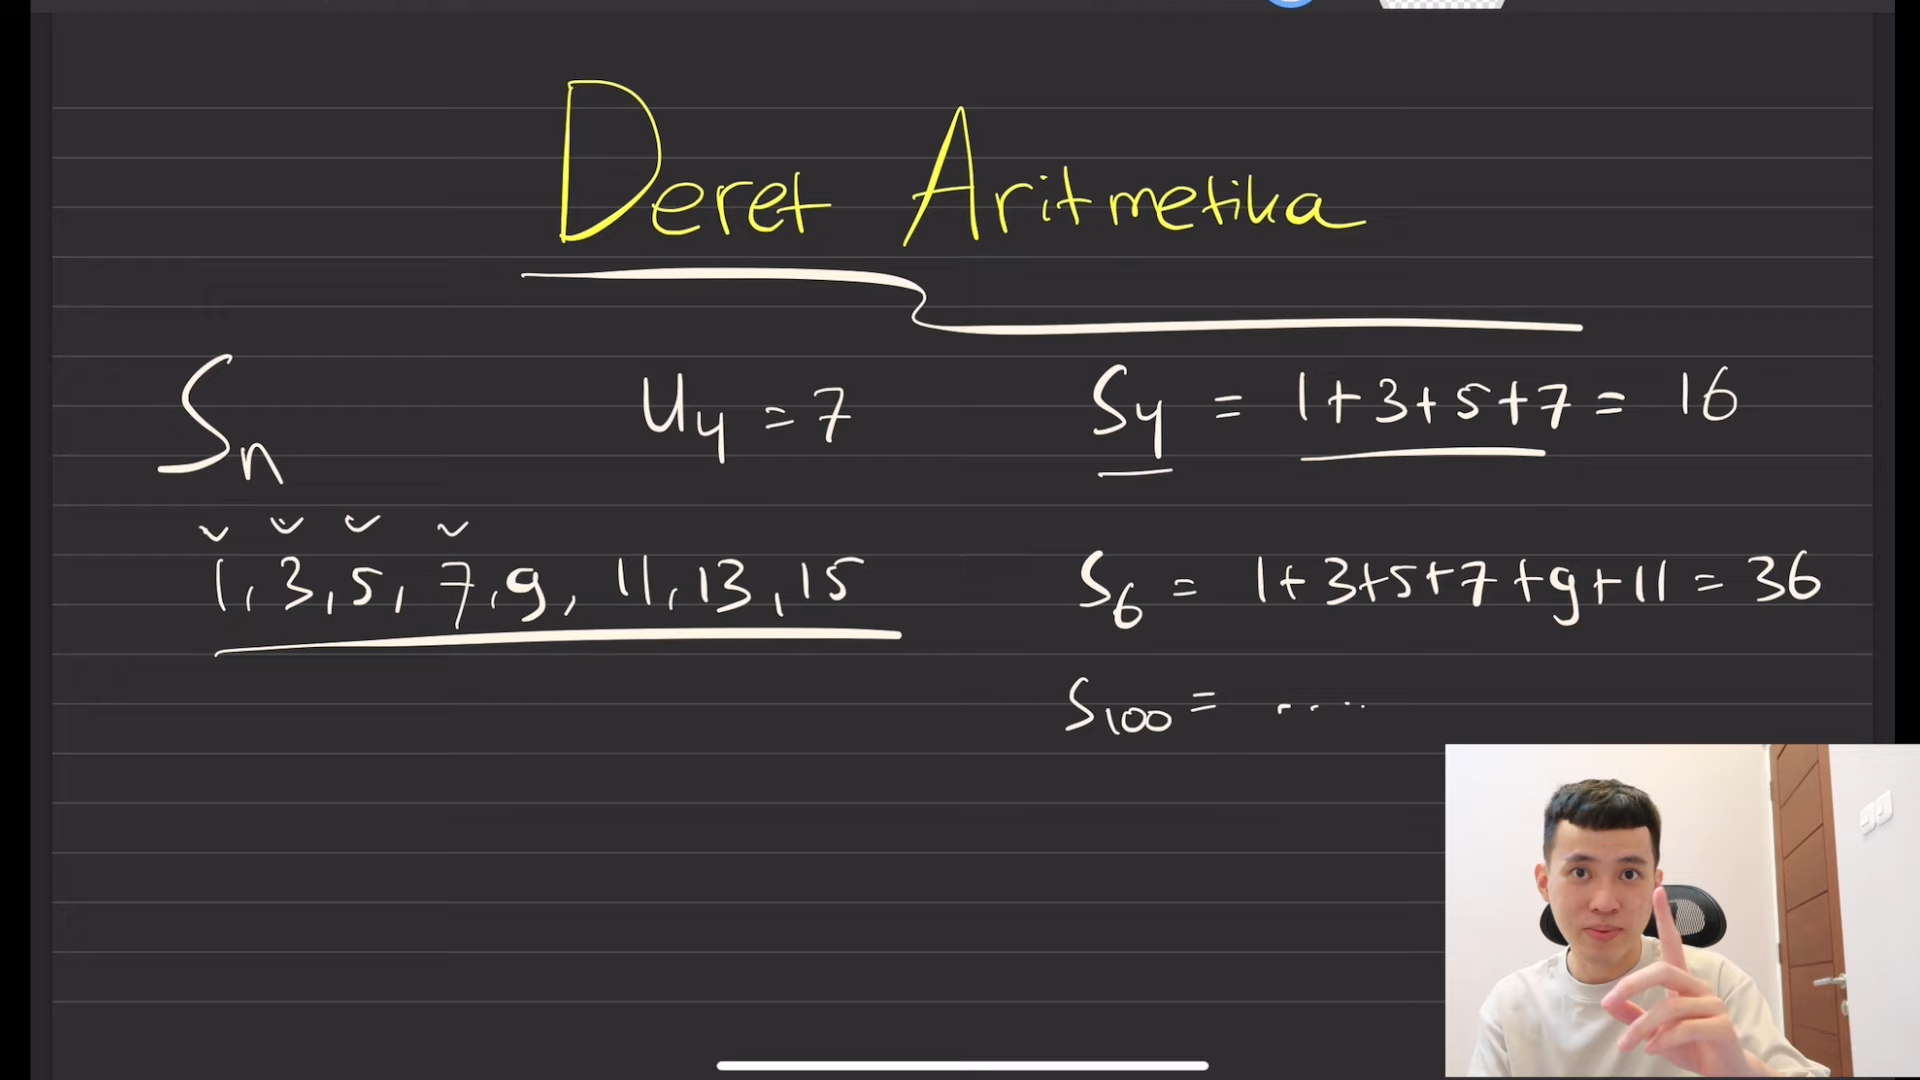 Deret Aritmetika
Sₙ
U₄ = 7
S₄ = 1+3+5+7 = 16
1, 3, 5, 7, 9, 11, 13, 15
S₆ = 1+3+5+7+9+11 = 36
S₁₀₀ = ....